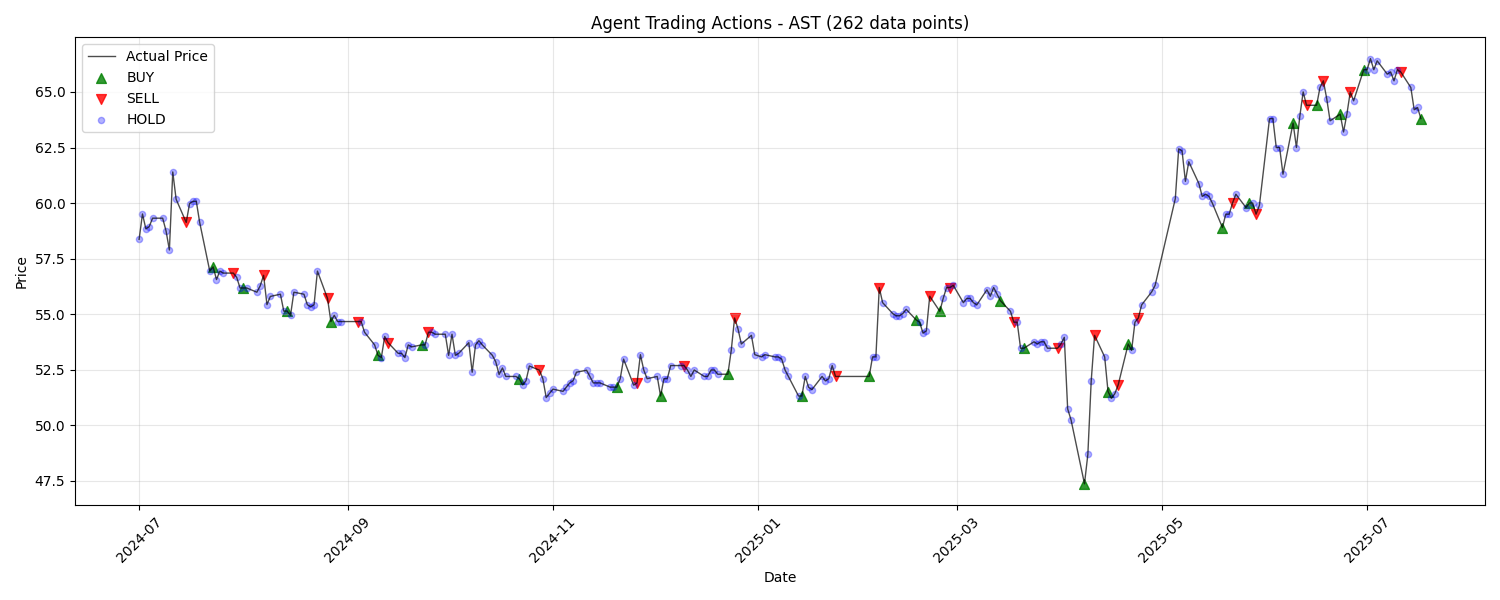 Agent Trading Actions - AST (262 data points)
Actual Price
BUY
SELL
HOLD
Price
65.0
62.5
60.0
57.5
55.0
52.5
50.0
47.5
2024-07
2024-09
2024-11
2025-01
2025-03
2025-05
2025-07
Date